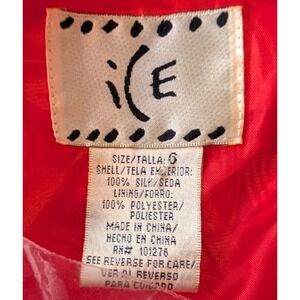 iCE
SIZE/TALLA: 6
SHELL/TELA EXTERIOR:
100% SILK/SEDA
LINING/FORRO:
100% POLYESTER/
POLIESTER
MADE IN CHINA/
HECHO EN CHINA
RN# 101276
SEE REVERSE FOR CARE/
VER AL REVERSO
PARA CUIDADO